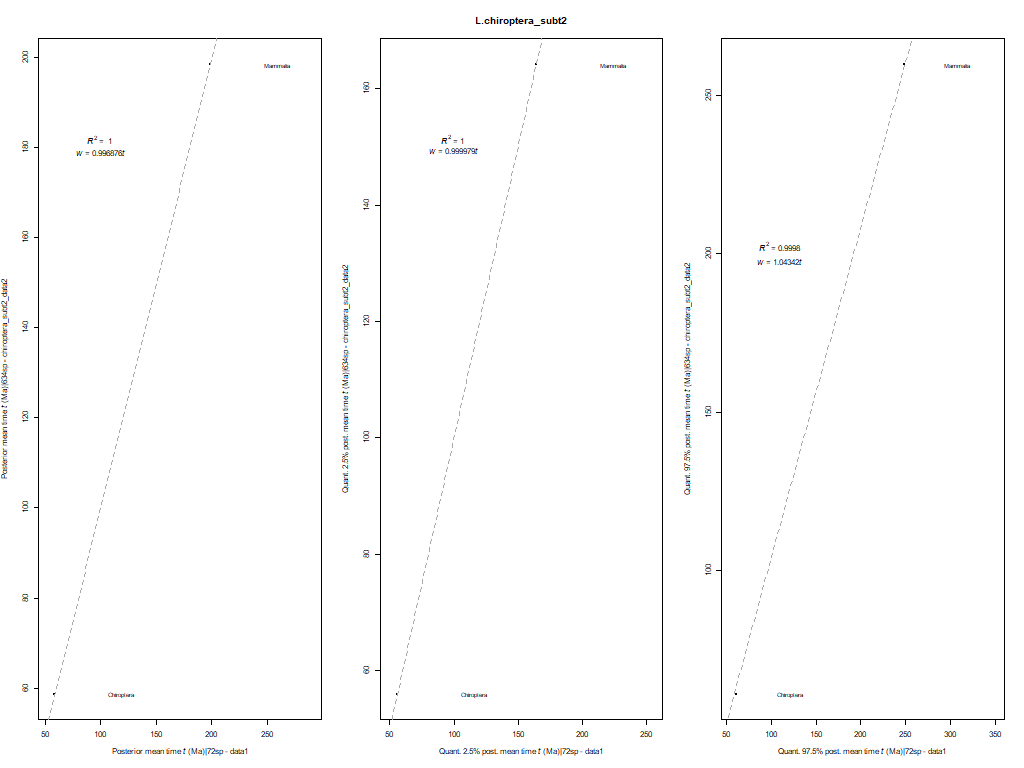 L.chiroptera_subt2
Posterior mean time t (Ma)|634sp - chiroptera_subt2_data2
200
180
160
140
120
100
80
60
Mammalia
R² = 1
w = 0.996876t
Chiroptera
50 100 150 200 250
Posterior mean time t (Ma)|72sp - data1
Quant. 2.5% post. mean time t (Ma)|634sp - chiroptera_subt2_data2
160
140
120
100
80
60
Mammalia
R² = 1
w = 0.999979t
Chiroptera
50 100 150 200 250
Quant. 2.5% post. mean time t (Ma)|72sp - data1
Quant. 97.5% post. mean time t (Ma)|634sp - chiroptera_subt2_data2
250
200
150
100
Mammalia
R² = 0.9998
w = 1.04342t
Chiroptera
50 100 150 200 250 300 350
Quant. 97.5% post. mean time t (Ma)|72sp - data1